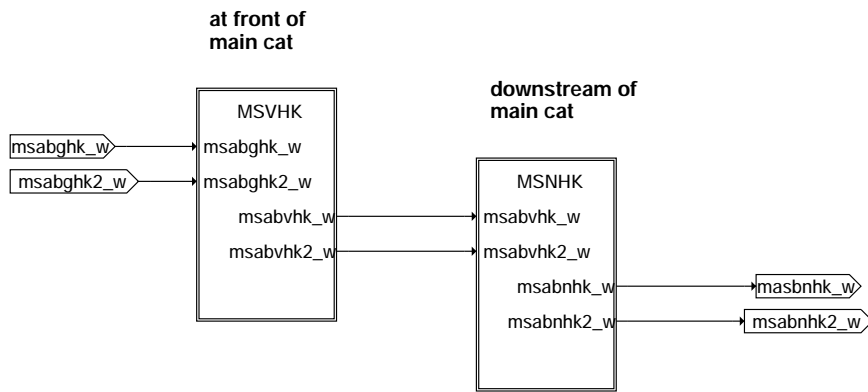 at front of
main cat
downstream of
main cat
MSVHK
msabghk_w
msabghk_w
msabghk2_w
msabghk2_w
MSNHK
msabvhk_w
msabvhk_w
msabvhk2_w
msabvhk2_w
msabnhk_w
masbnhk_w
msabnhk2_w
msabnhk2_w